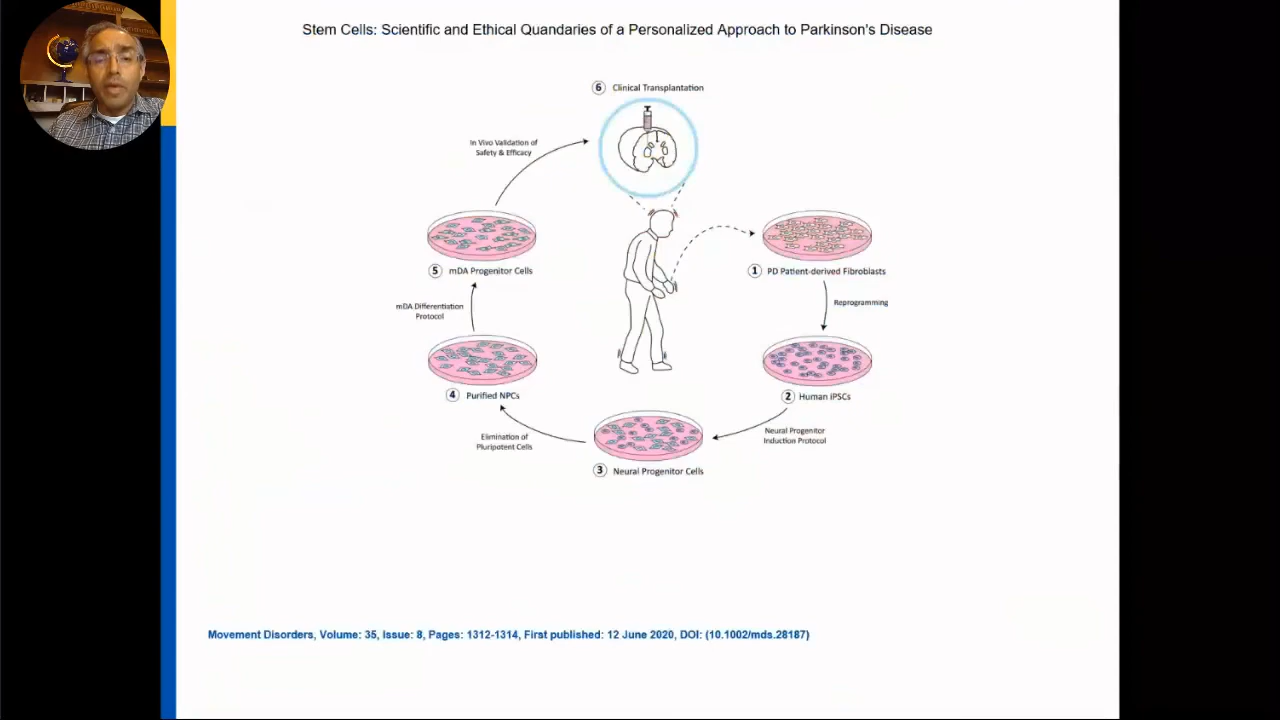 Stem Cells: Scientific and Ethical Quandaries of a Personalized Approach to Parkinson's Disease
6 Clinical Transplantation
In Vivo Validation of
Safety & Efficacy
5 mDA Progenitor Cells
1 PD Patient-derived Fibroblasts
mDA Differentiation
Protocol
Reprogramming
4 Purified NPCs
2 Human iPSCs
Elimination of
Pluripotent Cells
Neural Progenitor
Induction Protocol
3 Neural Progenitor Cells
Movement Disorders, Volume: 35, Issue: 8, Pages: 1312-1314, First published: 12 June 2020, DOI: (10.1002/mds.28187)